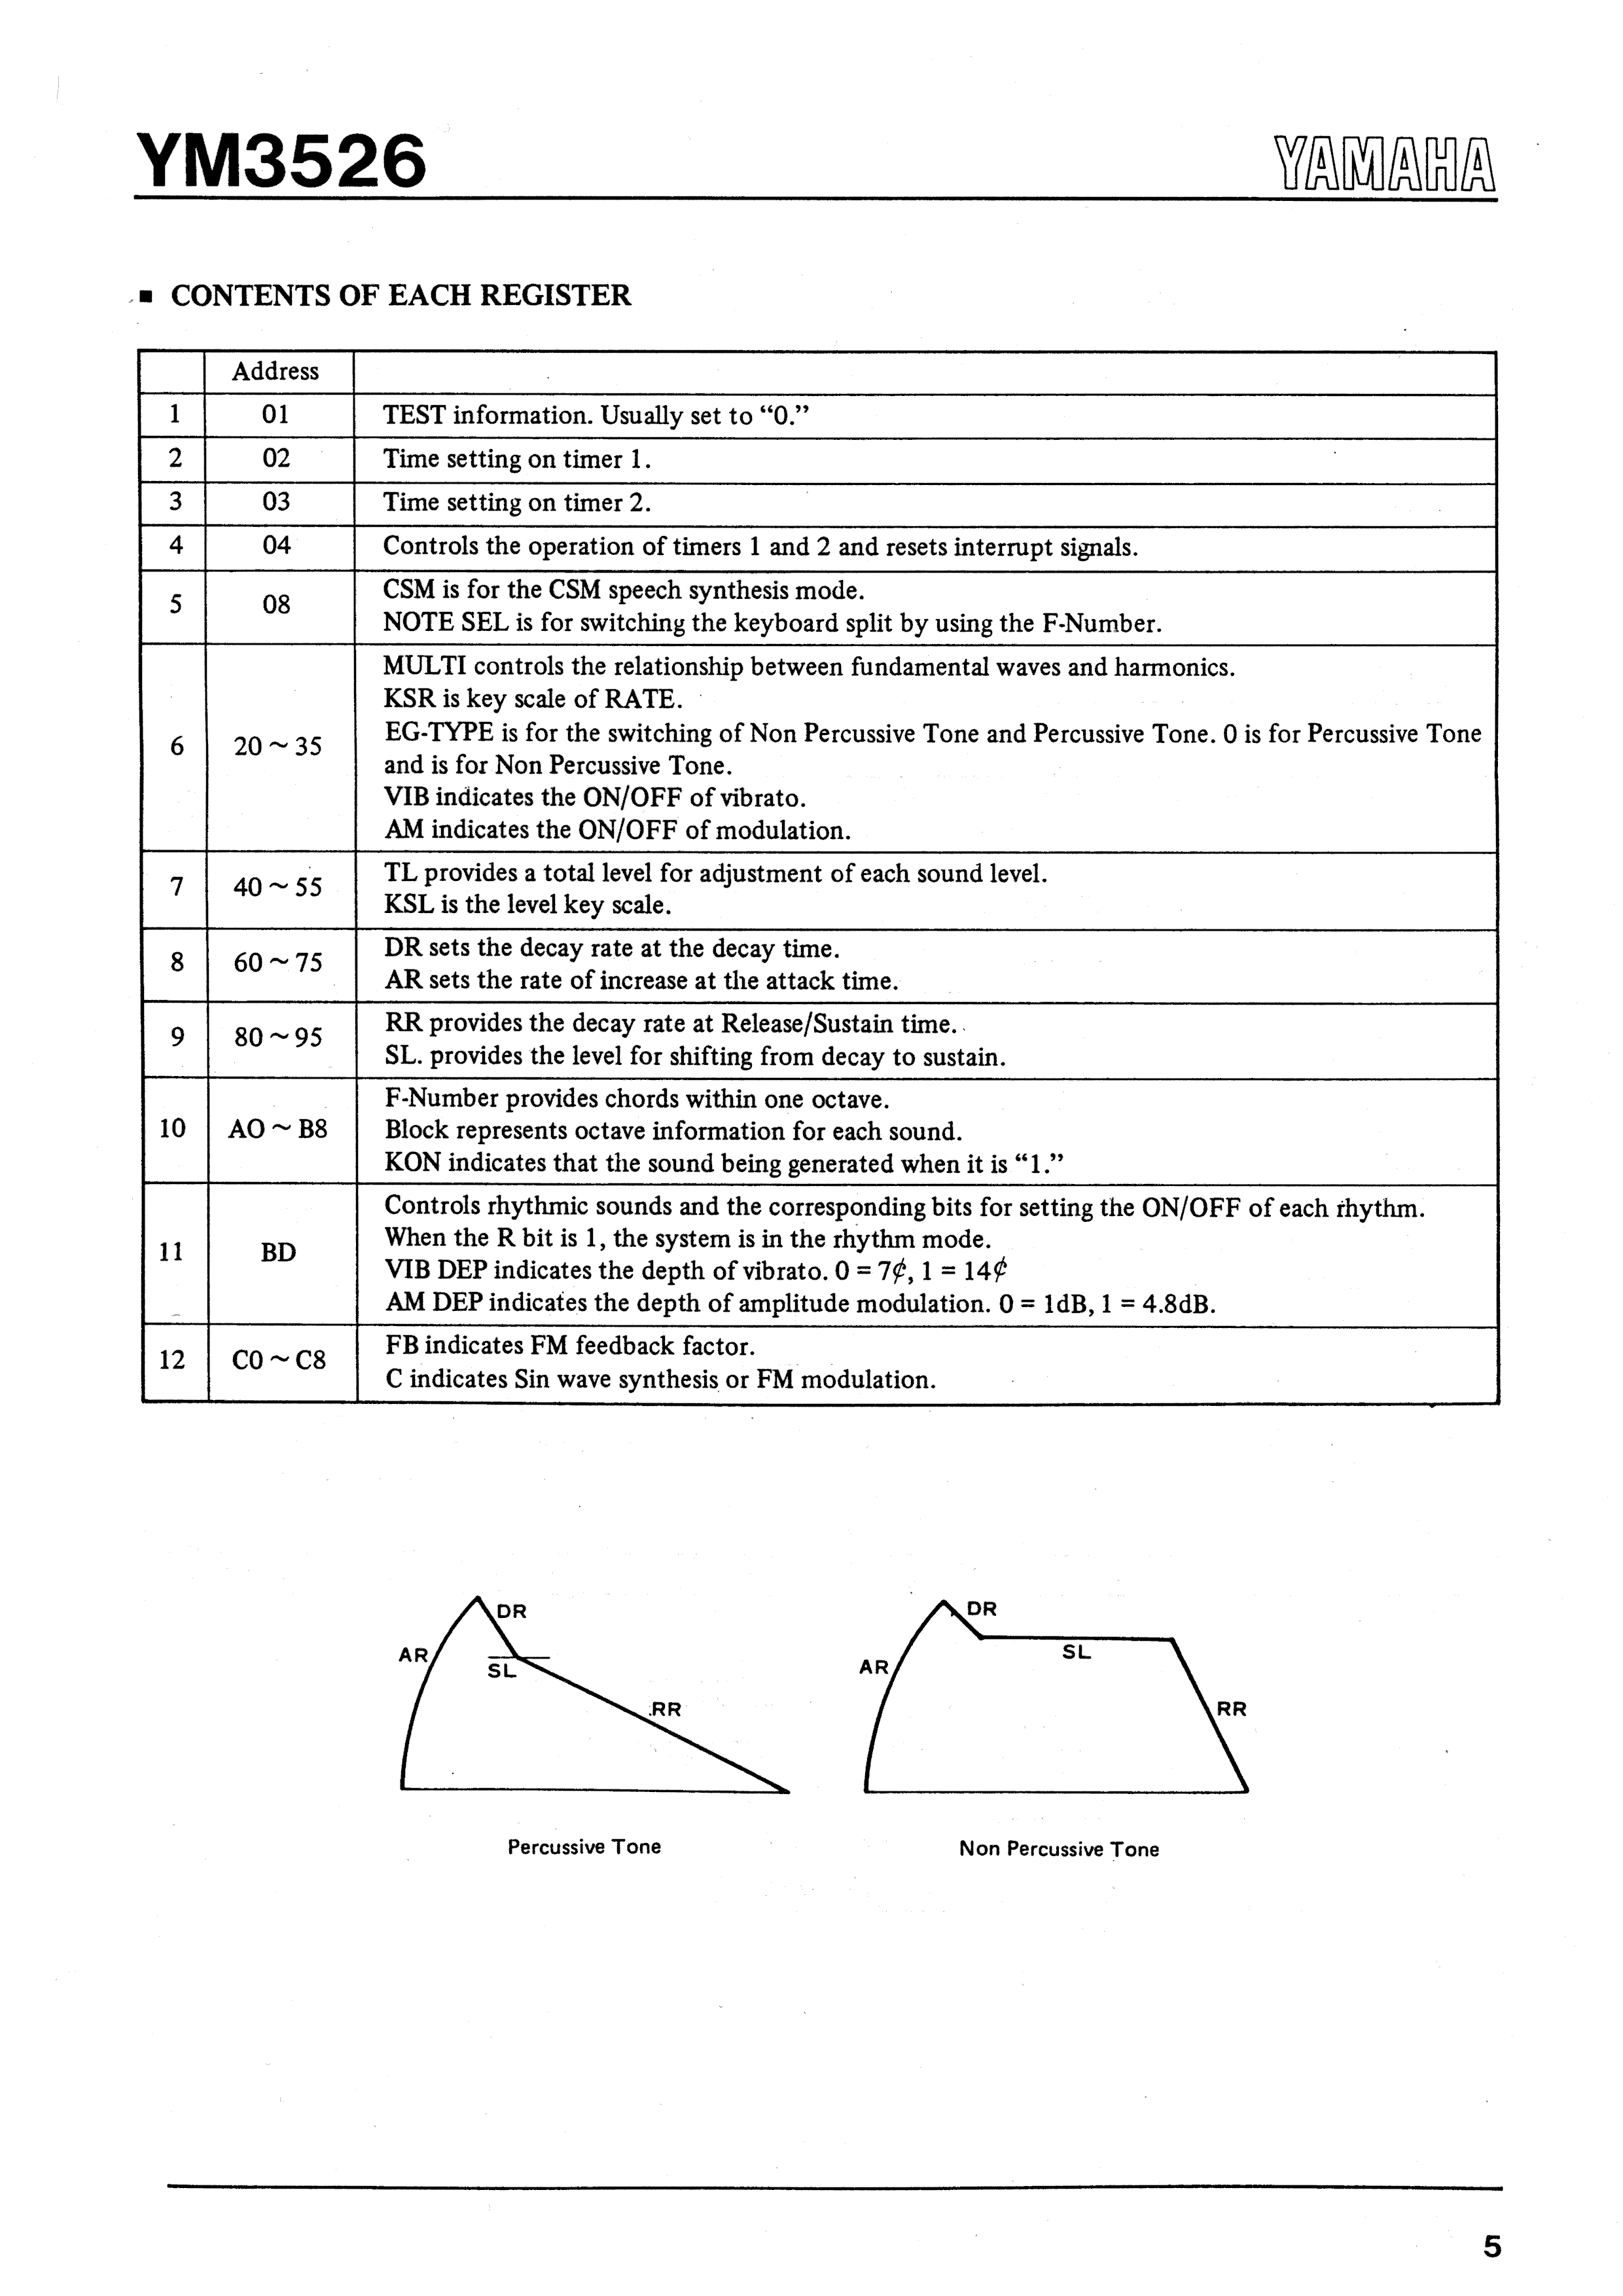 YM3526
YAMAHA
■ CONTENTS OF EACH REGISTER
Address
1 01 TEST information. Usually set to “0.”
2 02 Time setting on timer 1.
3 03 Time setting on timer 2.
4 04 Controls the operation of timers 1 and 2 and resets interrupt signals.
5 08 CSM is for the CSM speech synthesis mode.
NOTE SEL is for switching the keyboard split by using the F-Number.
6 20 ~ 35 MULTI controls the relationship between fundamental waves and harmonics.
KSR is key scale of RATE.
EG-TYPE is for the switching of Non Percussive Tone and Percussive Tone. 0 is for Percussive Tone
and is for Non Percussive Tone.
VIB indicates the ON/OFF of vibrato.
AM indicates the ON/OFF of modulation.
7 40 ~ 55 TL provides a total level for adjustment of each sound level.
KSL is the level key scale.
8 60 ~ 75 DR sets the decay rate at the decay time.
AR sets the rate of increase at the attack time.
9 80 ~ 95 RR provides the decay rate at Release/Sustain time.
SL. provides the level for shifting from decay to sustain.
10 AO ~ B8 F-Number provides chords within one octave.
Block represents octave information for each sound.
KON indicates that the sound being generated when it is “1.”
11 BD Controls rhythmic sounds and the corresponding bits for setting the ON/OFF of each rhythm.
When the R bit is 1, the system is in the rhythm mode.
VIB DEP indicates the depth of vibrato. 0 = 7¢, 1 = 14¢
AM DEP indicates the depth of amplitude modulation. 0 = 1dB, 1 = 4.8dB.
12 C0 ~ C8 FB indicates FM feedback factor.
C indicates Sin wave synthesis or FM modulation.
DR
AR
SL
RR
Percussive Tone
DR
SL
AR
RR
Non Percussive Tone
5